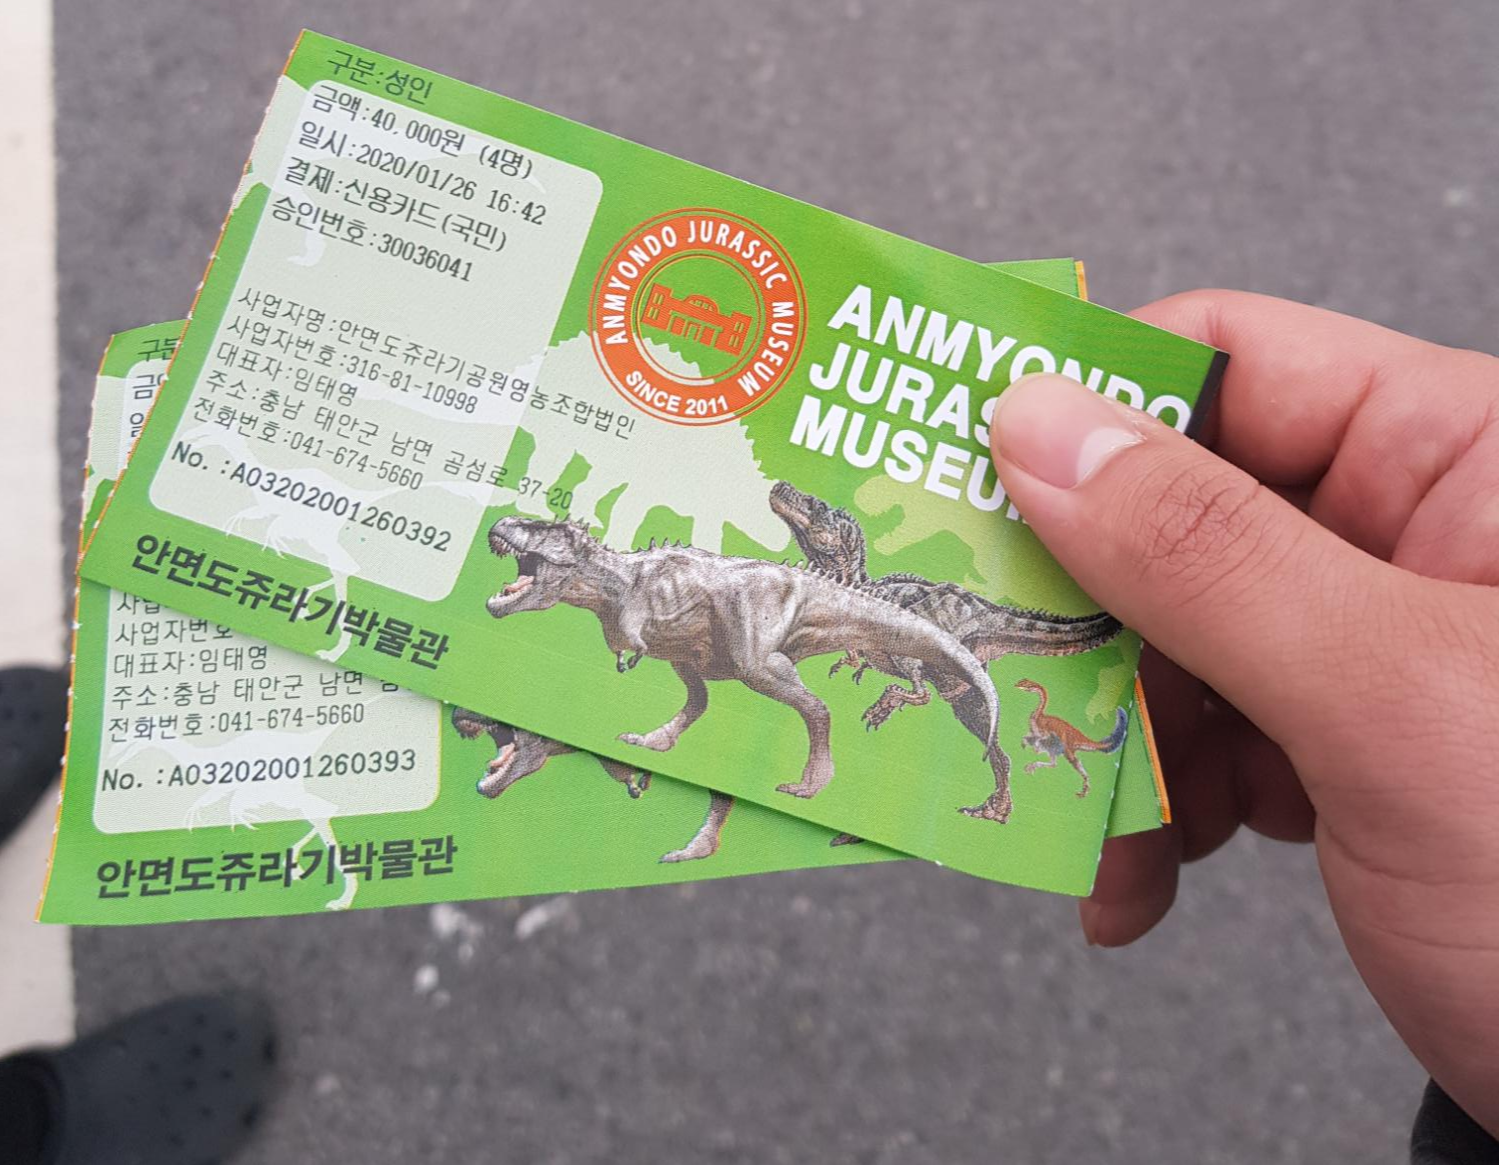 구분:성인
금액:40,000원 (4명)
일시:2020/01/26 16:42
결제:신용카드(국민)
승인번호:30036041
사업자명:안면도쥬라기공원영농조합법인
사업자번호:316-81-10998
대표자:임태영
주소:충남 태안군 남면 곰섬로 37-20
전화번호:041-674-5660
No. :A03202001260392
안면도쥬라기박물관
ANMYONDO JURASSIC MUSEUM
SINCE 2011
ANMYONDO
JURAS
MUSEU
구분
사업자번호
대표자:임태영
주소:충남 태안군 남면
전화번호:041-674-5660
No. :A03202001260393
안면도쥬라기박물관